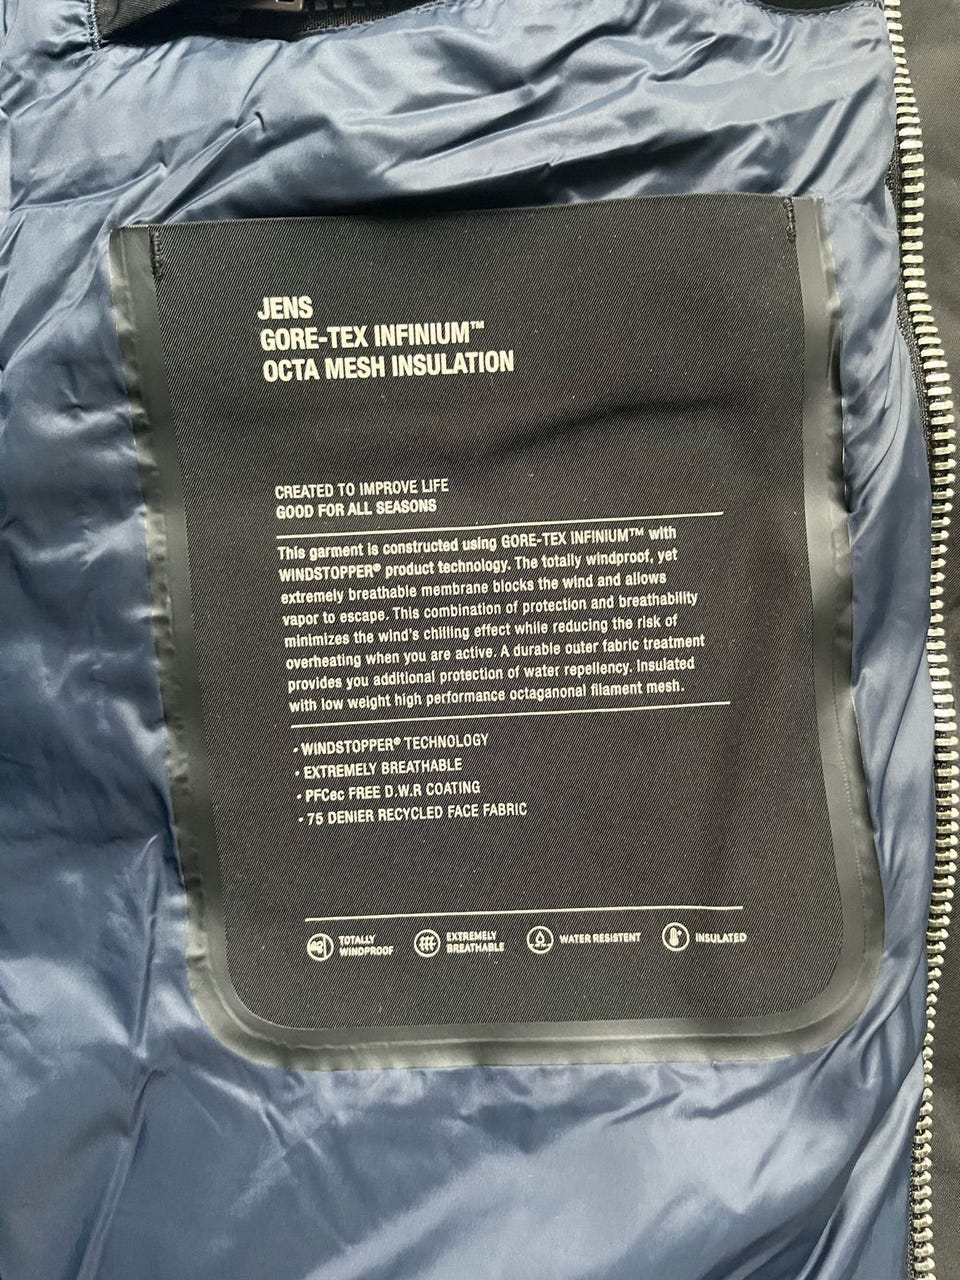 JENS
GORE-TEX INFINIUM™
OCTA MESH INSULATION
CREATED TO IMPROVE LIFE
GOOD FOR ALL SEASONS
This garment is constructed using GORE-TEX INFINIUM™ with
WINDSTOPPER® product technology. The totally windproof, yet
extremely breathable membrane blocks the wind and allows
vapor to escape. This combination of protection and breathability
minimizes the wind's chilling effect while reducing the risk of
overheating when you are active. A durable outer fabric treatment
provides you additional protection of water repellency. Insulated
with low weight high performance octaganonal filament mesh.
• WINDSTOPPER® TECHNOLOGY
• EXTREMELY BREATHABLE
• PFCec FREE D.W.R COATING
• 75 DENIER RECYCLED FACE FABRIC
TOTALLY
WINDPROOF
EXTREMELY
BREATHABLE
WATER RESISTENT
INSULATED